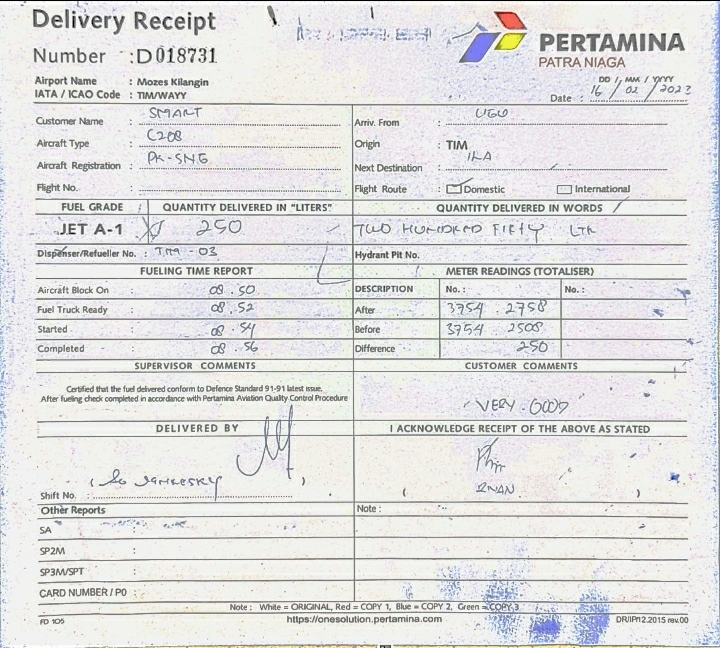 Delivery Receipt
Number : D 018731
PERTAMINA
PATRA NIAGA
Airport Name : Mozes Kilangin
IATA / ICAO Code : TIM/WAYY
DD / MM / YYYY
Date : 16 / 02 / 2023
Customer Name : SMART
Arriv. From :
Aircraft Type : C208
Origin : TIM
Aircraft Registration : PK-SNG
Next Destination : ILA
Flight No. :
Flight Route : Domestic International
FUEL GRADE QUANTITY DELIVERED IN "LITERS" QUANTITY DELIVERED IN WORDS
JET A-1 250 TWO HUNDRED FIFTY LTR
Dispenser/Refueller No. : TIM - 03 Hydrant Pit No.
FUELING TIME REPORT METER READINGS (TOTALISER)
Aircraft Block On : 08.50 DESCRIPTION No. : No. :
Fuel Truck Ready : 08.52 After 3754 2758
Started : 08.54 Before 3754 2508
Completed : 08.56 Difference 250
SUPERVISOR COMMENTS CUSTOMER COMMENTS
Certified that the fuel delivered conform to Defence Standard 91-91 latest issue.
After fueling check completed in accordance with Pertamina Aviation Quality Control Procedure
VERY GOOD
DELIVERED BY I ACKNOWLEDGE RECEIPT OF THE ABOVE AS STATED
Shift No. :
Other Reports Note :
SA :
SP2M :
SP3M/SPT :
CARD NUMBER / P0 :
Note : White = ORIGINAL, Red = COPY 1, Blue = COPY 2, Green = COPY 3
FD 105 https://onesolution.pertamina.com DR/IPn2.2015 rev.00